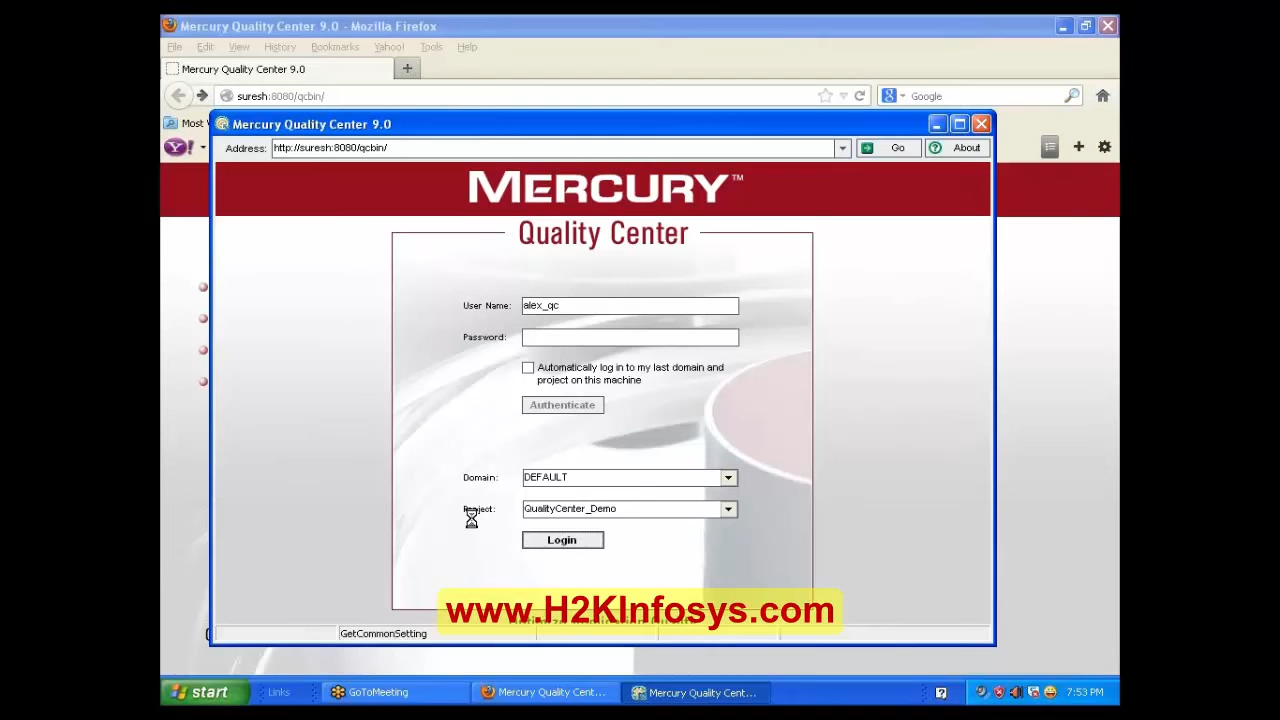 Mercury Quality Center 9.0 - Mozilla Firefox
File Edit View History Bookmarks Yahoo! Tools Help
Mercury Quality Center 9.0
suresh:8080/qcbin/
Google
Most
Mercury Quality Center 9.0
Address: http://suresh:8080/qcbin/ Go About
MERCURY™
Quality Center
User Name: alex_qc
Password:
Automatically log in to my last domain and
project on this machine
Authenticate
Domain: DEFAULT
Project: QualityCenter_Demo
Login
www.H2KInfosys.com
GetCommonSetting
start Links GoToMeeting Mercury Quality Cent... Mercury Quality Cent... 7:53 PM